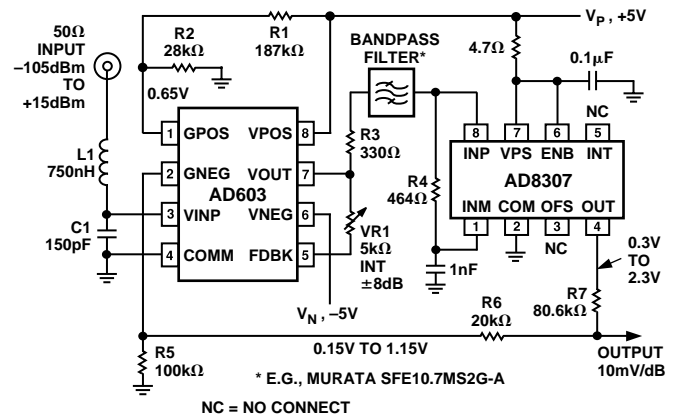 50Ω
INPUT
–105dBm
TO
+15dBm
R2
28kΩ
R1
187kΩ
V_P, +5V
4.7Ω
0.1µF
BANDPASS
FILTER*
0.65V
NC
1 GPOS VPOS 8
2 GNEG VOUT 7
AD603
3 VINP VNEG 6
4 COMM FDBK 5
L1
750nH
C1
150pF
R3
330Ω
R4
464Ω
VR1
5kΩ
INT
±8dB
8 7 6 5
INP VPS ENB INT
AD8307
INM COM OFS OUT
1 2 3 4
NC
1nF
0.3V
TO
2.3V
V_N, –5V
R7
80.6kΩ
R6
20kΩ
R5
100kΩ
0.15V TO 1.15V
OUTPUT
10mV/dB
* E.G., MURATA SFE10.7MS2G-A
NC = NO CONNECT